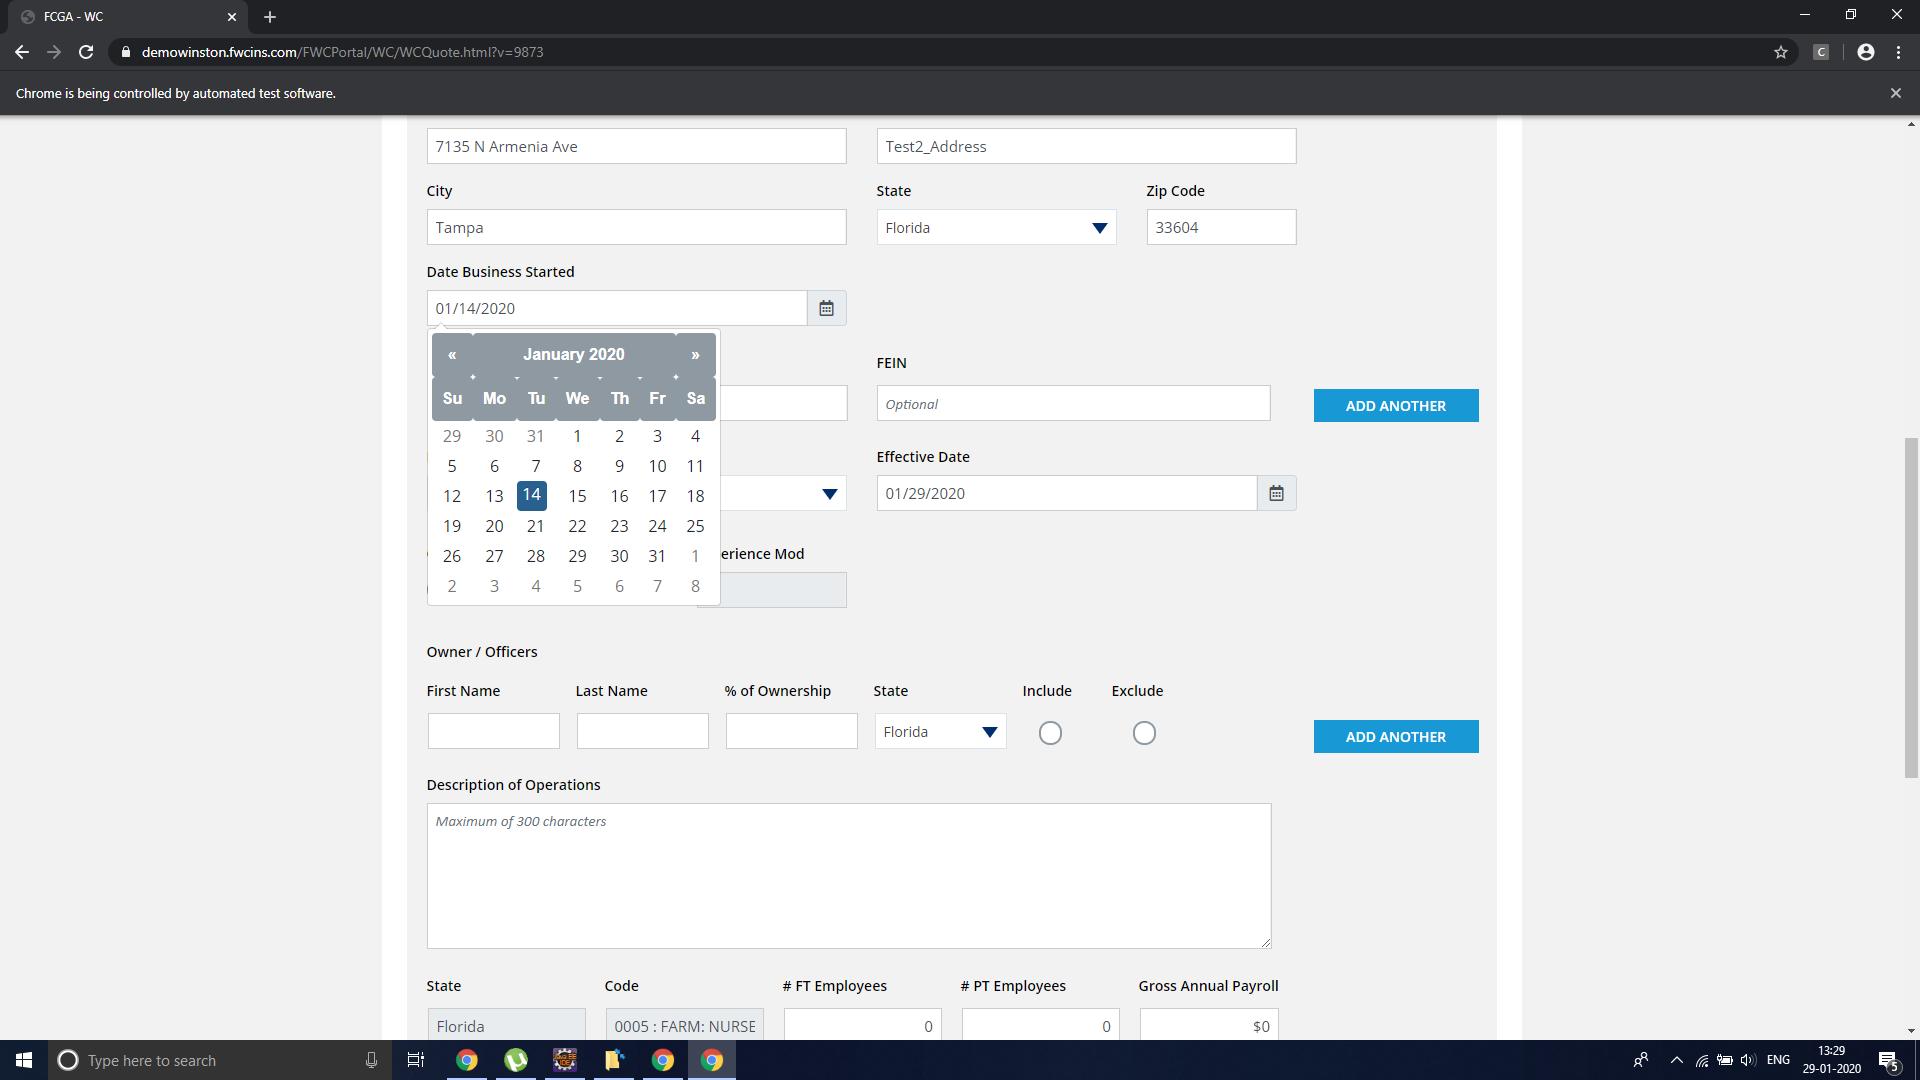 FCGA - WC
demowinston.fwcins.com/FWCPortal/WC/WCQuote.html?v=9873
C
Chrome is being controlled by automated test software.
7135 N Armenia Ave
Test2_Address
City
State
Zip Code
Tampa
Florida
33604
Date Business Started
01/14/2020
« January 2020 »
Su Mo Tu We Th Fr Sa
29 30 31 1 2 3 4
5 6 7 8 9 10 11
12 13 14 15 16 17 18
19 20 21 22 23 24 25
26 27 28 29 30 31 1
2 3 4 5 6 7 8
FEIN
Optional
ADD ANOTHER
Effective Date
01/29/2020
erience Mod
Owner / Officers
First Name
Last Name
% of Ownership
State
Include
Exclude
Florida
ADD ANOTHER
Description of Operations
Maximum of 300 characters
State
Code
# FT Employees
# PT Employees
Gross Annual Payroll
Florida
0005 : FARM: NURSE
0
0
$0
Type here to search
ENG
13:29
29-01-2020
5